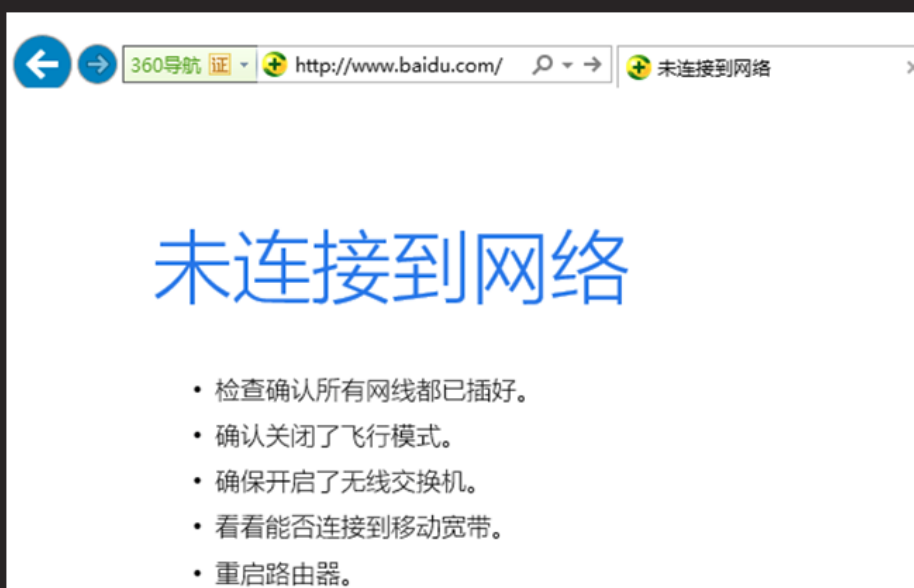 360导航 证 http://www.baidu.com/ 未连接到网络
未连接到网络
• 检查确认所有网线都已插好。
• 确认关闭了飞行模式。
• 确保开启了无线交换机。
• 看看能否连接到移动宽带。
• 重启路由器。